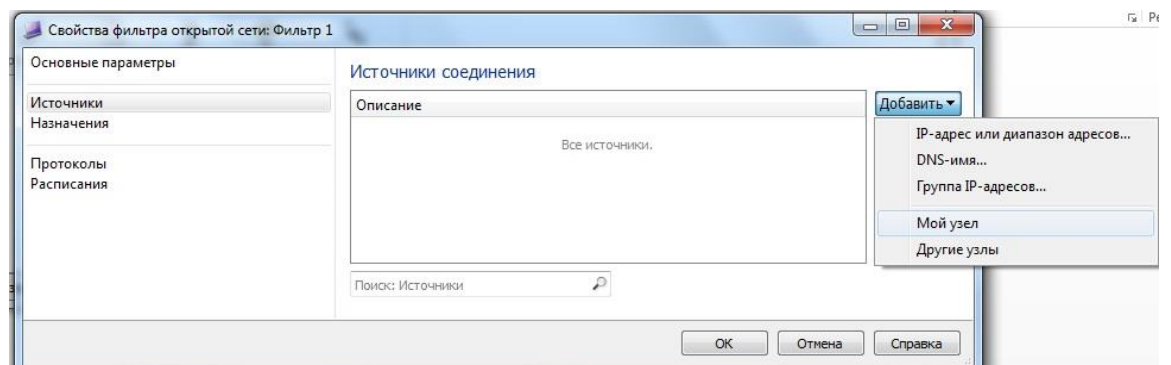 Свойства фильтра открытой сети: Фильтр 1
Основные параметры
Источники
Назначения
Протоколы
Расписания
Источники соединения
Описание
Все источники.
Добавить
IP-адрес или диапазон адресов...
DNS-имя...
Группа IP-адресов...
Мой узел
Другие узлы
Поиск: Источники
OK
Отмена
Справка